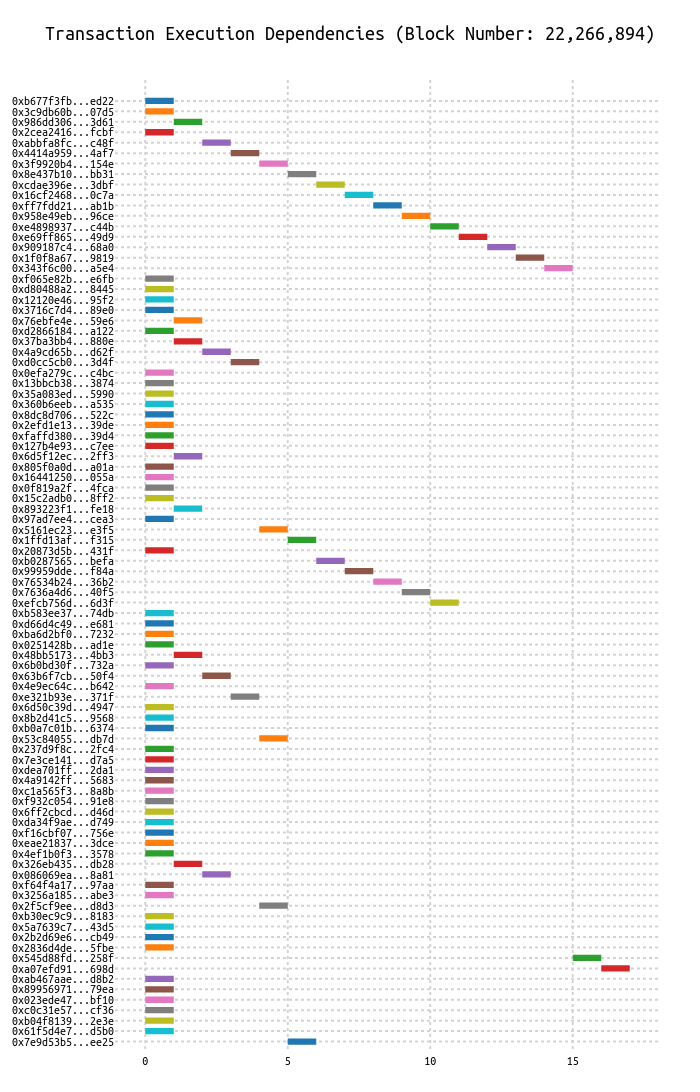 Transaction Execution Dependencies (Block Number: 22,266,894)
0xb677f3fb...ed22
0x3c9db60b...07d5
0x986dd306...3d61
0x2cea2416...fcbf
0xabbfa8fc...c48f
0x4414a959...4af7
0x3f9920b4...154e
0x8e437b10...bb31
0xcdae396e...3dbf
0x16cf2468...0c7a
0xff7fdd21...ab1b
0x958e49eb...96ce
0xe4898937...c44b
0xe69ff865...49d9
0x909187c4...68a0
0x1f0f8a67...9819
0x343f6c00...a5e4
0xf065e82b...e6fb
0xd80488a2...8445
0x12120e46...95f2
0x3716c7d4...89e0
0x76ebfe4e...59e6
0xd2866184...a122
0x37ba3bb4...880e
0x4a9cd65b...d62f
0xd0cc5cb0...3d4f
0x0efa279c...c4bc
0x13bbcb38...3874
0x35a083ed...5990
0x360b6eeb...a535
0x8dc8d706...522c
0x2efd1e13...39de
0xfaffd380...39d4
0x127b4e93...c7ee
0x6d5f12ec...2ff3
0x805f0a0d...a01a
0x16441250...055a
0x0f819a2f...4fca
0x15c2adb0...8ff2
0x893223f1...fe18
0x97ad7ee4...cea3
0x5161ec23...e3f5
0x1ffd13af...f315
0x20873d5b...431f
0xb0287565...befa
0x99959dde...f84a
0x76534b24...36b2
0x7636a4d6...40f5
0xefcb756d...6d3f
0xb583ee37...74db
0xd66d4c49...e681
0xba6d2bf0...7232
0x0251428b...ad1e
0x48bb5173...4bb3
0x6b0bd30f...732a
0x63b6f7cb...50f4
0x4e9ec64c...b642
0xe321b93e...371f
0x6d50c39d...4947
0x8b2d41c5...9568
0xb0a7c01b...6374
0x53c84055...db7d
0x237d9f8c...2fc4
0x7e3ce141...d7a5
0xdea701ff...2da1
0x4a9142ff...5683
0xc1a565f3...8a8b
0xf932c054...91e8
0x6ff2cbcd...d46d
0xda34f9ae...d749
0xf16cbf07...756e
0xeae21837...3dce
0x4ef1b0f3...3578
0x326eb435...db28
0x086069ea...8a81
0xf64f4a17...97aa
0x3256a185...abe3
0x2f5cf9ee...d8d3
0xb30ec9c9...8183
0x5a7639c7...43d5
0x2b2d69e6...cb49
0x2836d4de...5fbe
0x545d88fd...258f
0xa07efd91...698d
0xab467aae...d8b2
0x89956971...79ea
0x023ede47...bf10
0xc0c31e57...cf36
0xb04f8139...2e3e
0x61f5d4e7...d5b0
0x7e9d53b5...ee25
0 5 10 15